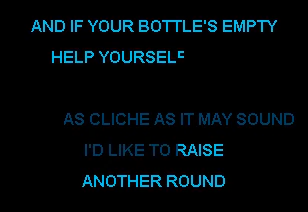 AND IF YOUR BOTTLE'S EMPTY
HELP YOURSELF
AS CLICHE AS IT MAY SOUND
I'D LIKE TO RAISE
ANOTHER ROUND